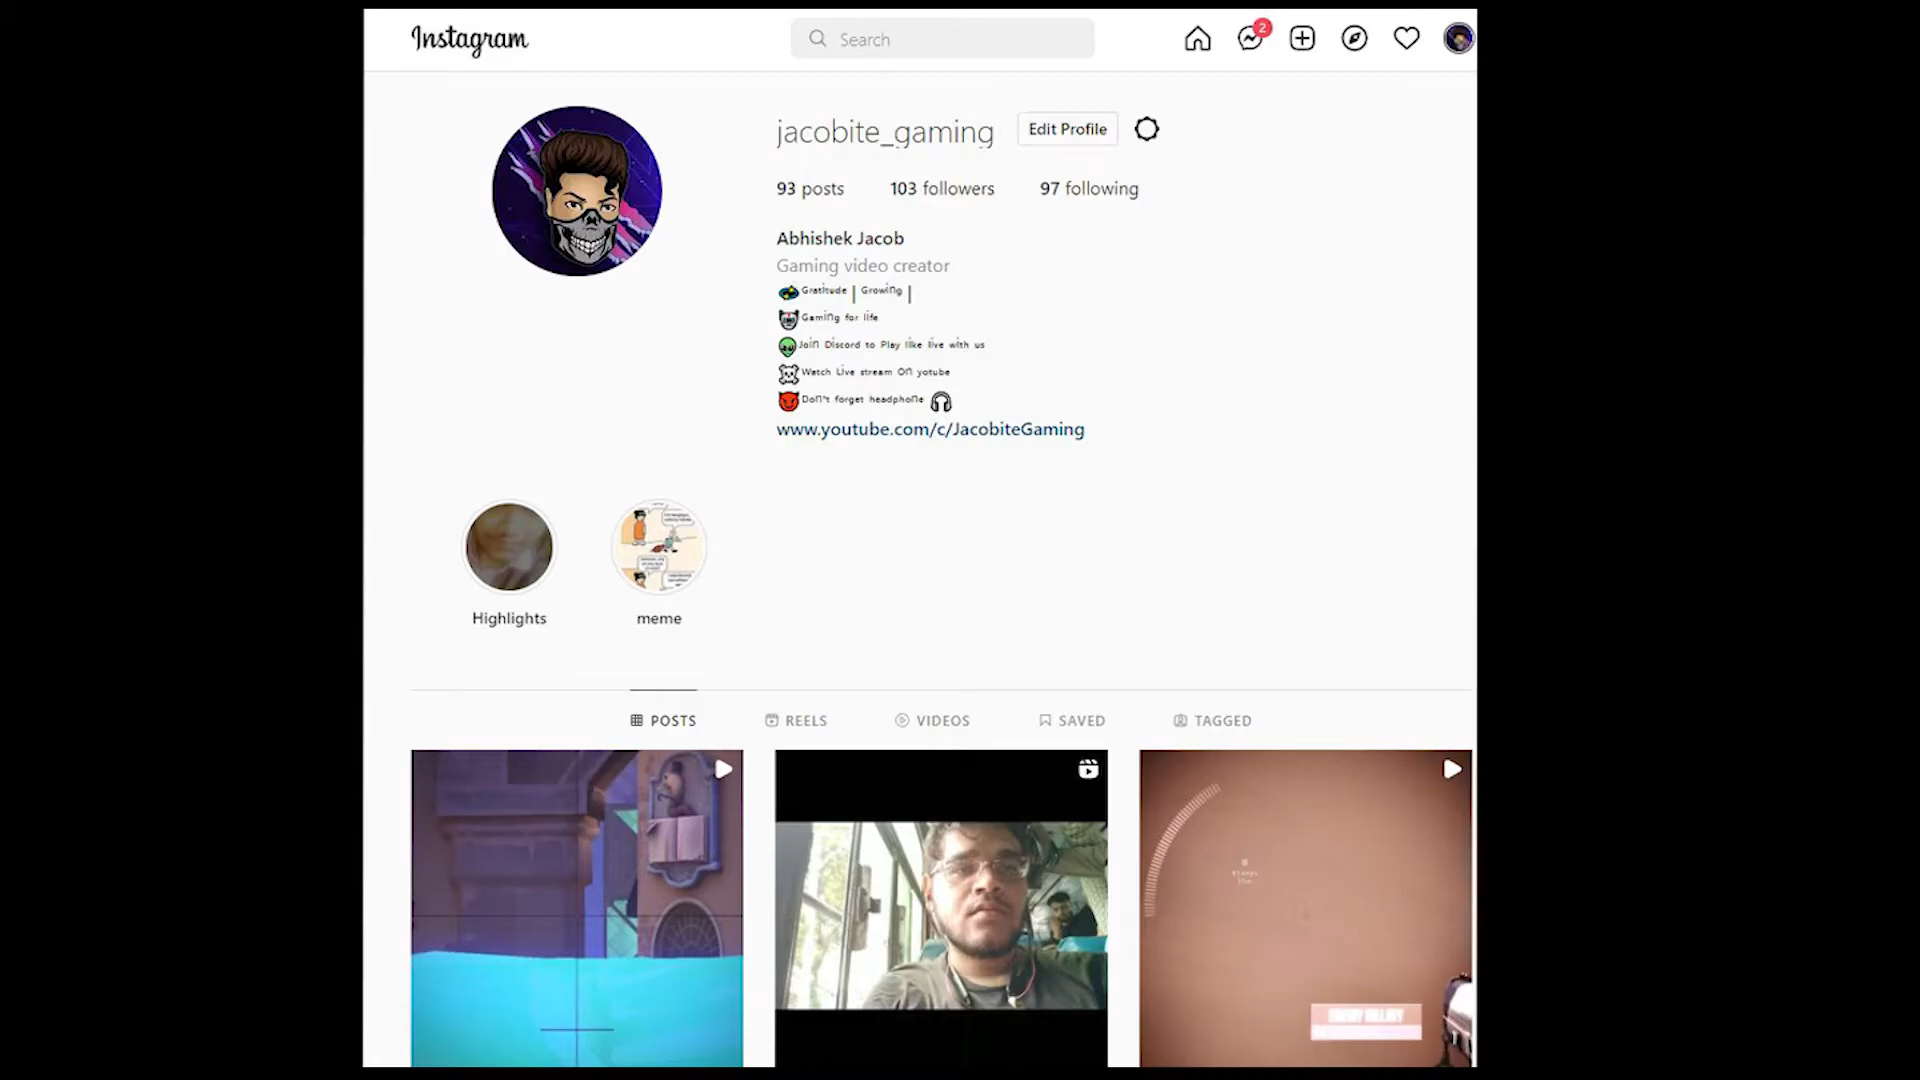 Instagram
Search
2
jacobite_gaming
Edit Profile
93 posts 103 followers 97 following
Abhishek Jacob
Gaming video creator
Gratitude | Growing |
Gaming for life
Join Discord to Play like live with us
Watch Live stream On yotube
Don't forget headphone
www.youtube.com/c/JacobiteGaming
Highlights
meme
POSTS
REELS
VIDEOS
SAVED
TAGGED